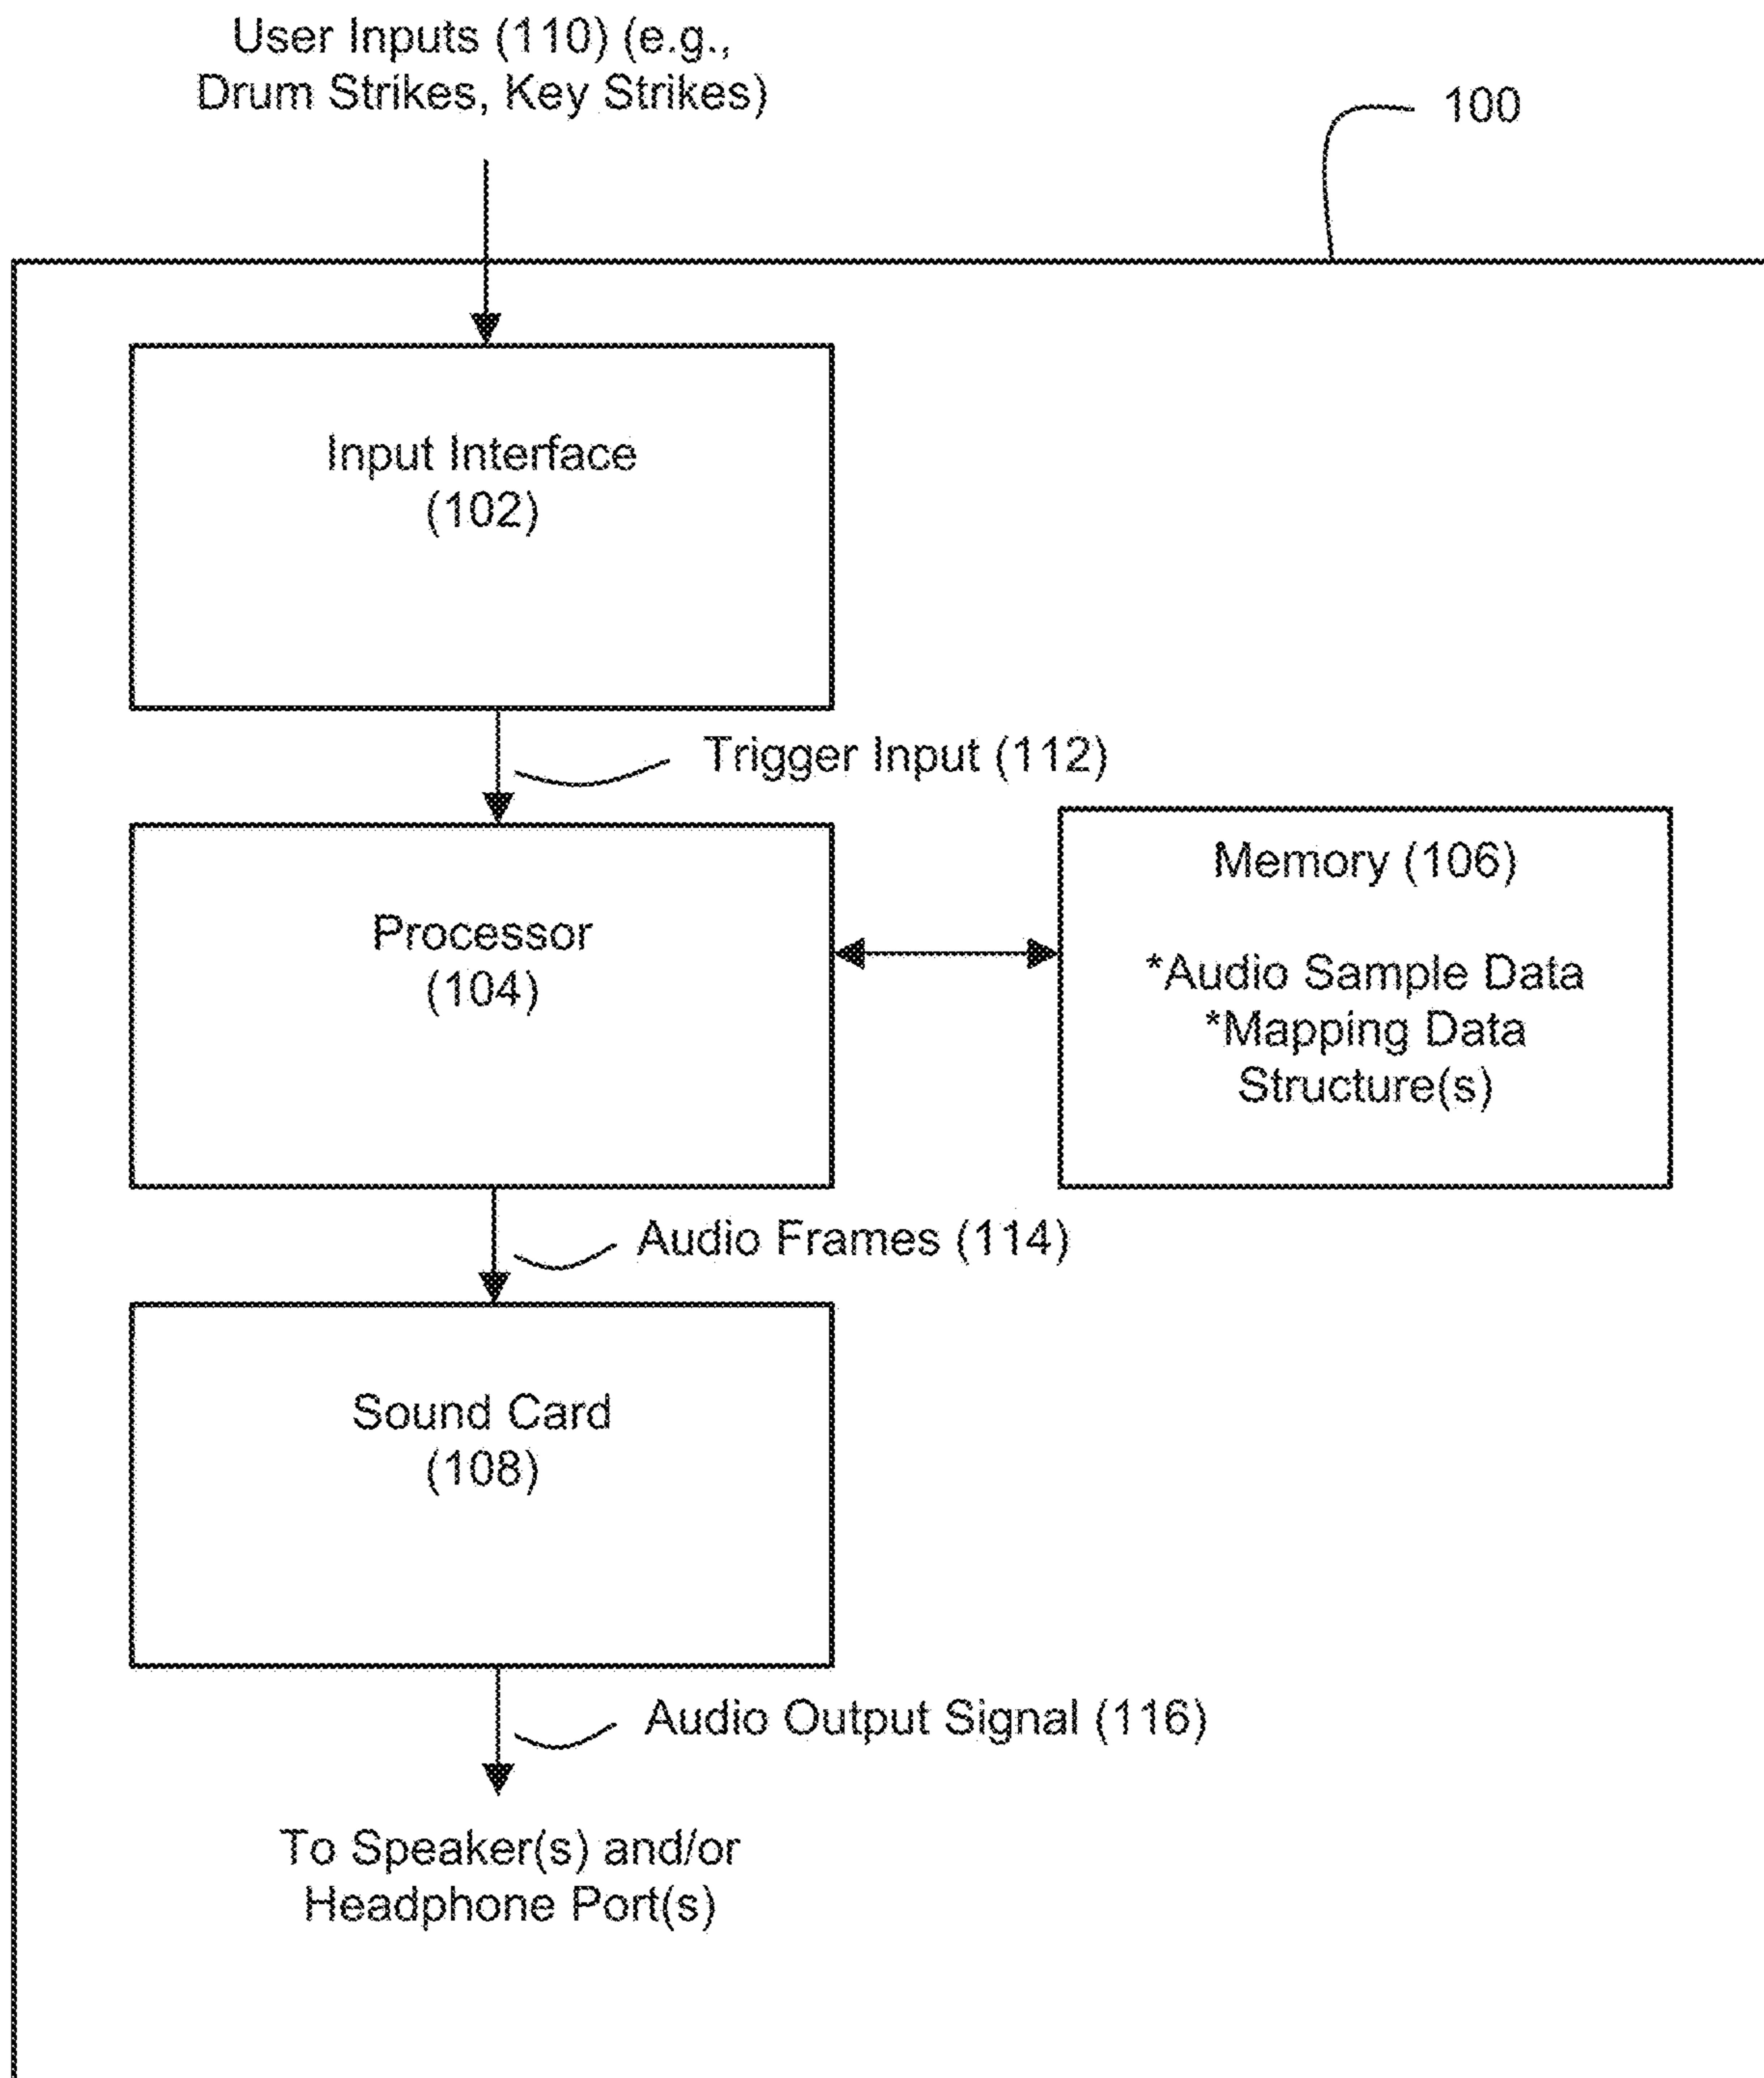 User Inputs (110) (e.g.,
Drum Strikes, Key Strikes)
100
Input Interface
(102)
Trigger Input (112)
Processor
(104)
Memory (106)
*Audio Sample Data
*Mapping Data
Structure(s)
Audio Frames (114)
Sound Card
(108)
Audio Output Signal (116)
To Speaker(s) and/or
Headphone Port(s)